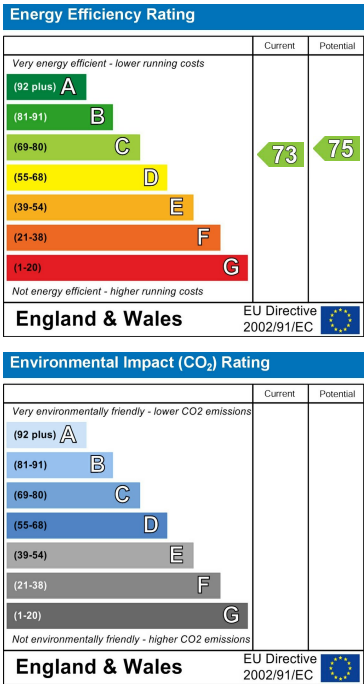 Energy Efficiency Rating
Current Potential
Very energy efficient - lower running costs
(92 plus) A
(81-91) B
(69-80) C
73 75
(55-68) D
(39-54) E
(21-38) F
(1-20) G
Not energy efficient - higher running costs
England & Wales
EU Directive
2002/91/EC
Environmental Impact (CO₂) Rating
Current Potential
Very environmentally friendly - lower CO2 emissions
(92 plus) A
(81-91) B
(69-80) C
(55-68) D
(39-54) E
(21-38) F
(1-20) G
Not environmentally friendly - higher CO2 emissions
England & Wales
EU Directive
2002/91/EC